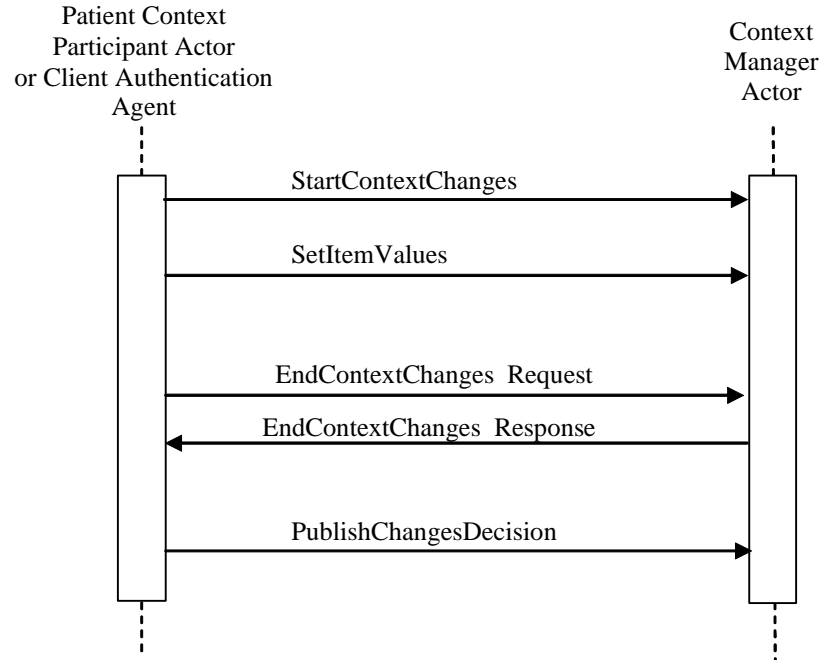 Patient Context
Participant Actor
or Client Authentication
Agent
Context
Manager
Actor
StartContextChanges
SetItemValues
EndContextChanges Request
EndContextChanges Response
PublishChangesDecision